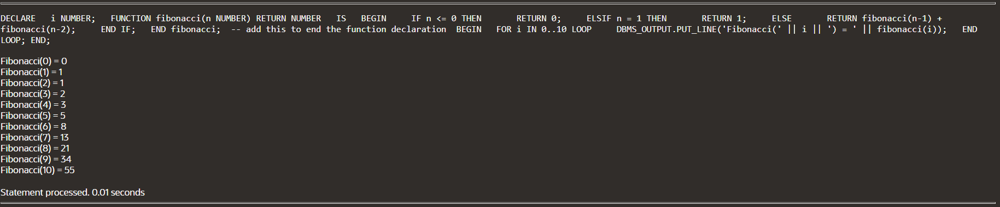 DECLARE   i NUMBER;   FUNCTION fibonacci(n NUMBER) RETURN NUMBER   IS   BEGIN     IF n <= 0 THEN       RETURN 0;     ELSIF n = 1 THEN       RETURN 1;     ELSE       RETURN fibonacci(n-1) +
fibonacci(n-2);     END IF;   END fibonacci;  -- add this to end the function declaration  BEGIN   FOR i IN 0..10 LOOP     DBMS_OUTPUT.PUT_LINE('Fibonacci(' || i || ') = ' || fibonacci(i));   END
LOOP; END;
Fibonacci(0) = 0
Fibonacci(1) = 1
Fibonacci(2) = 1
Fibonacci(3) = 2
Fibonacci(4) = 3
Fibonacci(5) = 5
Fibonacci(6) = 8
Fibonacci(7) = 13
Fibonacci(8) = 21
Fibonacci(9) = 34
Fibonacci(10) = 55
Statement processed. 0.01 seconds